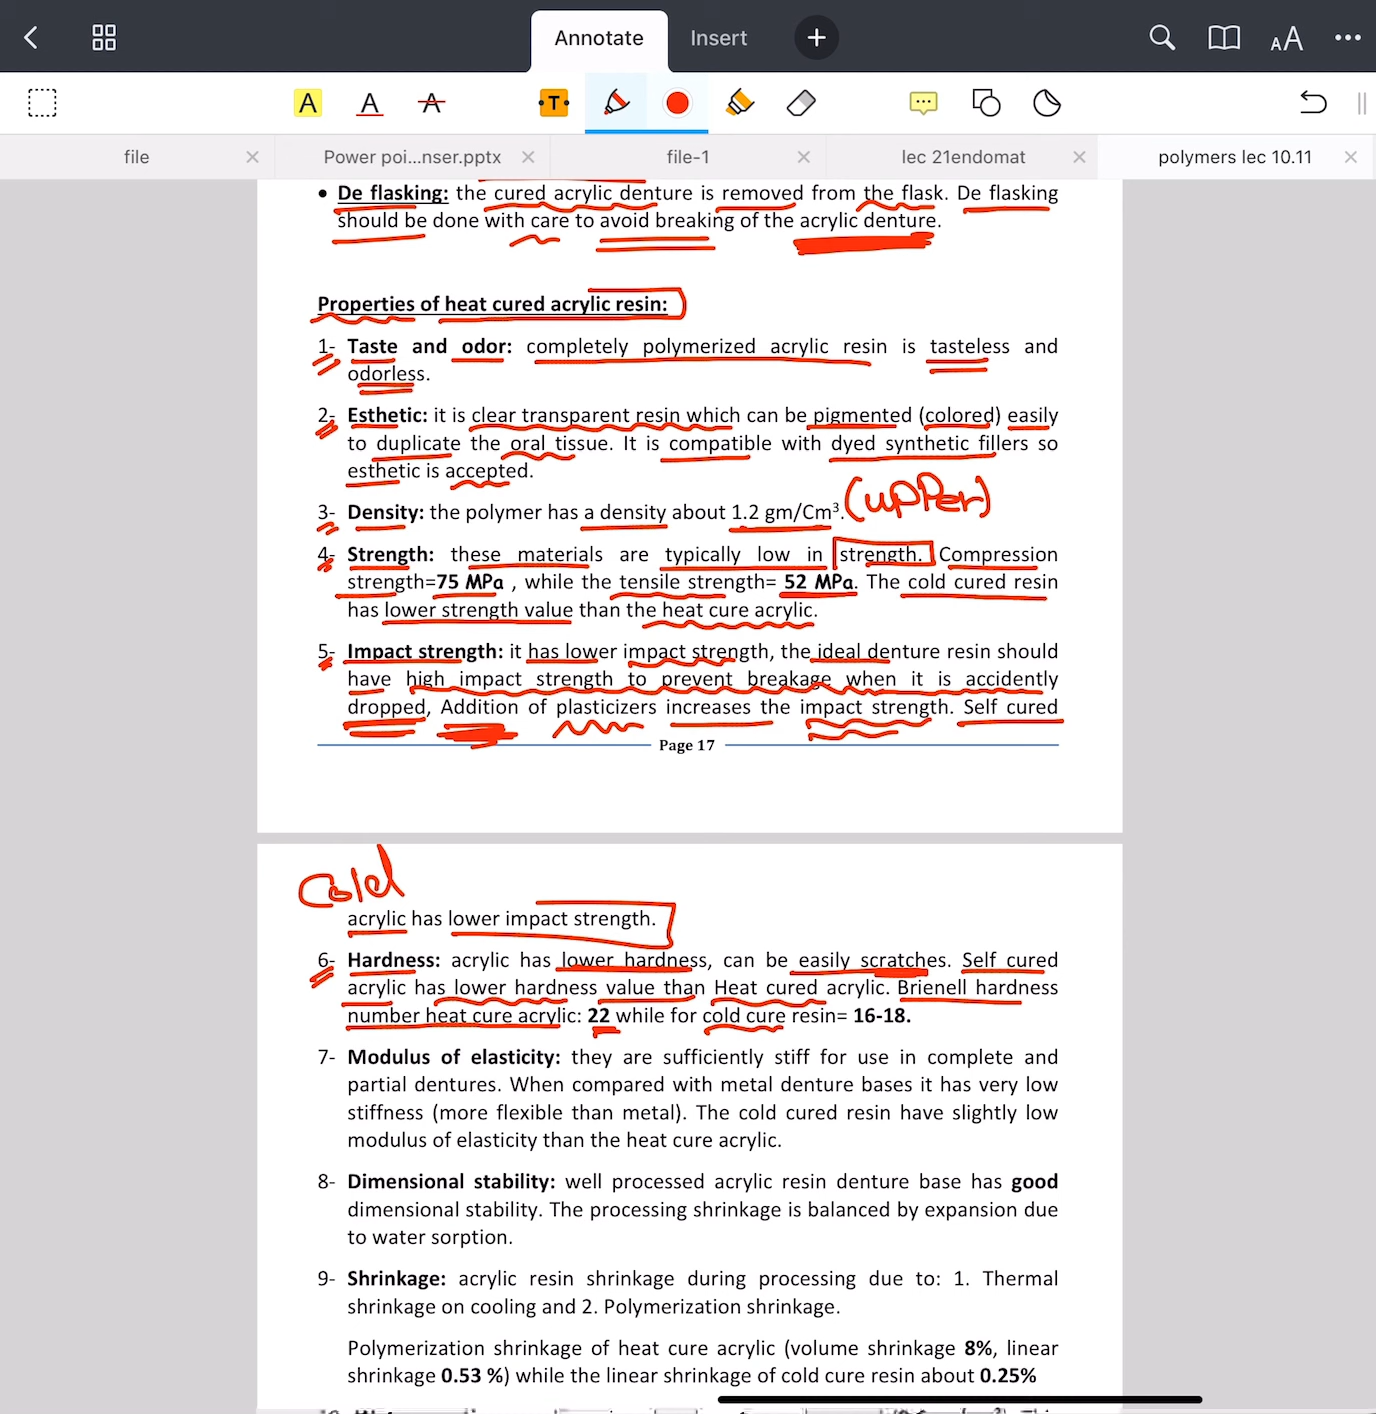 Annotate
Insert
A A A T
AA
file
Power poi...nser.pptx
file-1
lec 21endomat
polymers lec 10.11
• De flasking: the cured acrylic denture is removed from the flask. De flasking
should be done with care to avoid breaking of the acrylic denture.
Properties of heat cured acrylic resin:
1- Taste and odor: completely polymerized acrylic resin is tasteless and
odorless.
2- Esthetic: it is clear transparent resin which can be pigmented (colored) easily
to duplicate the oral tissue. It is compatible with dyed synthetic fillers so
esthetic is accepted.
(upper)
3- Density: the polymer has a density about 1.2 gm/Cm³.
4- Strength: these materials are typically low in strength. Compression
strength=75 MPa , while the tensile strength= 52 MPa. The cold cured resin
has lower strength value than the heat cure acrylic.
5- Impact strength: it has lower impact strength, the ideal denture resin should
have high impact strength to prevent breakage when it is accidently
dropped, Addition of plasticizers increases the impact strength. Self cured
Page 17
Cold
acrylic has lower impact strength.
6- Hardness: acrylic has lower hardness, can be easily scratches. Self cured
acrylic has lower hardness value than Heat cured acrylic. Brienell hardness
number heat cure acrylic: 22 while for cold cure resin= 16-18.
7- Modulus of elasticity: they are sufficiently stiff for use in complete and
partial dentures. When compared with metal denture bases it has very low
stiffness (more flexible than metal). The cold cured resin have slightly low
modulus of elasticity than the heat cure acrylic.
8- Dimensional stability: well processed acrylic resin denture base has good
dimensional stability. The processing shrinkage is balanced by expansion due
to water sorption.
9- Shrinkage: acrylic resin shrinkage during processing due to: 1. Thermal
shrinkage on cooling and 2. Polymerization shrinkage.
Polymerization shrinkage of heat cure acrylic (volume shrinkage 8%, linear
shrinkage 0.53 %) while the linear shrinkage of cold cure resin about 0.25%